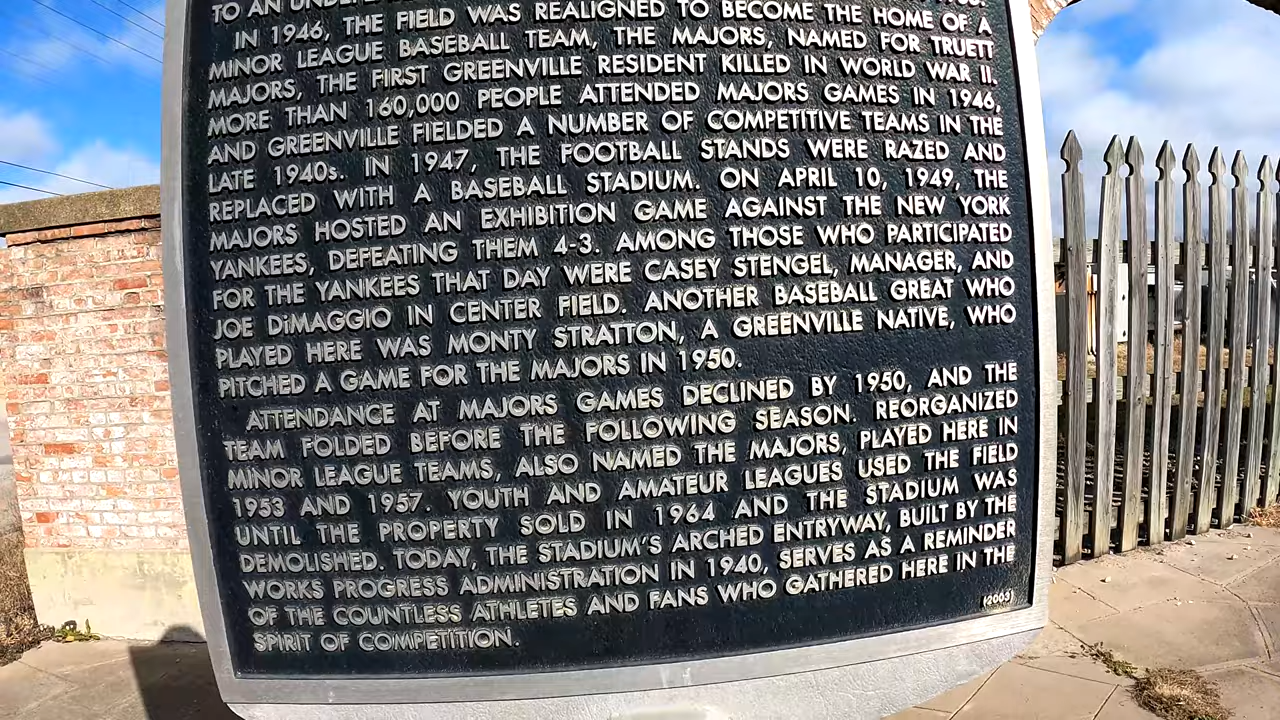 TO AN UNDEFEATED
IN 1946, THE FIELD WAS REALIGNED TO BECOME THE HOME OF A
MINOR LEAGUE BASEBALL TEAM, THE MAJORS, NAMED FOR TRUETT
MAJORS, THE FIRST GREENVILLE RESIDENT KILLED IN WORLD WAR II.
MORE THAN 160,000 PEOPLE ATTENDED MAJORS GAMES IN 1946,
AND GREENVILLE FIELDED A NUMBER OF COMPETITIVE TEAMS IN THE
LATE 1940s. IN 1947, THE FOOTBALL STANDS WERE RAZED AND
REPLACED WITH A BASEBALL STADIUM. ON APRIL 10, 1949, THE
MAJORS HOSTED AN EXHIBITION GAME AGAINST THE NEW YORK
YANKEES, DEFEATING THEM 4-3. AMONG THOSE WHO PARTICIPATED
FOR THE YANKEES THAT DAY WERE CASEY STENGEL, MANAGER, AND
JOE DiMAGGIO IN CENTER FIELD. ANOTHER BASEBALL GREAT WHO
PLAYED HERE WAS MONTY STRATTON, A GREENVILLE NATIVE, WHO
PITCHED A GAME FOR THE MAJORS IN 1950.
ATTENDANCE AT MAJORS GAMES DECLINED BY 1950, AND THE
TEAM FOLDED BEFORE THE FOLLOWING SEASON. REORGANIZED
MINOR LEAGUE TEAMS, ALSO NAMED THE MAJORS, PLAYED HERE IN
1953 AND 1957. YOUTH AND AMATEUR LEAGUES USED THE FIELD
UNTIL THE PROPERTY SOLD IN 1964 AND THE STADIUM WAS
DEMOLISHED. TODAY, THE STADIUM'S ARCHED ENTRYWAY, BUILT BY THE
WORKS PROGRESS ADMINISTRATION IN 1940, SERVES AS A REMINDER
OF THE COUNTLESS ATHLETES AND FANS WHO GATHERED HERE IN THE
SPIRIT OF COMPETITION.
(2003)